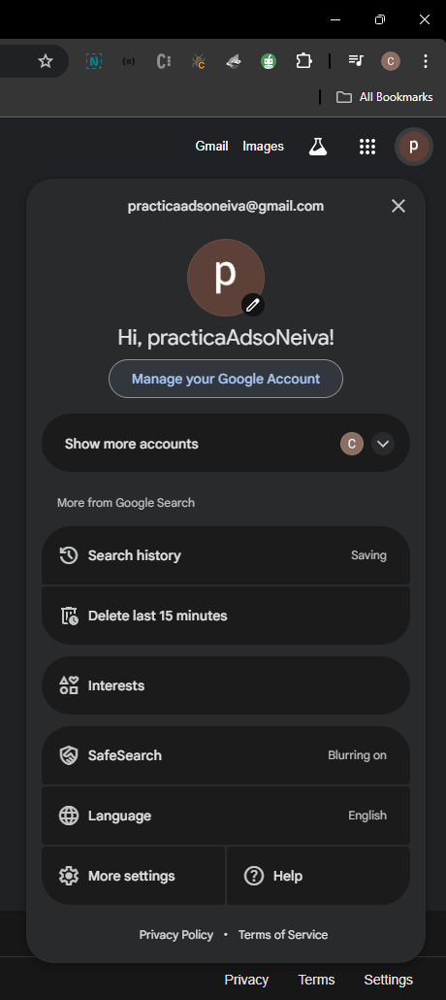 N
C
All Bookmarks
Gmail Images
p
practicaadsoneiva@gmail.com
p
Hi, practicaAdsoNeiva!
Manage your Google Account
Show more accounts C
More from Google Search
Search history Saving
Delete last 15 minutes
Interests
SafeSearch Blurring on
Language English
More settings Help
Privacy Policy • Terms of Service
Privacy Terms Settings